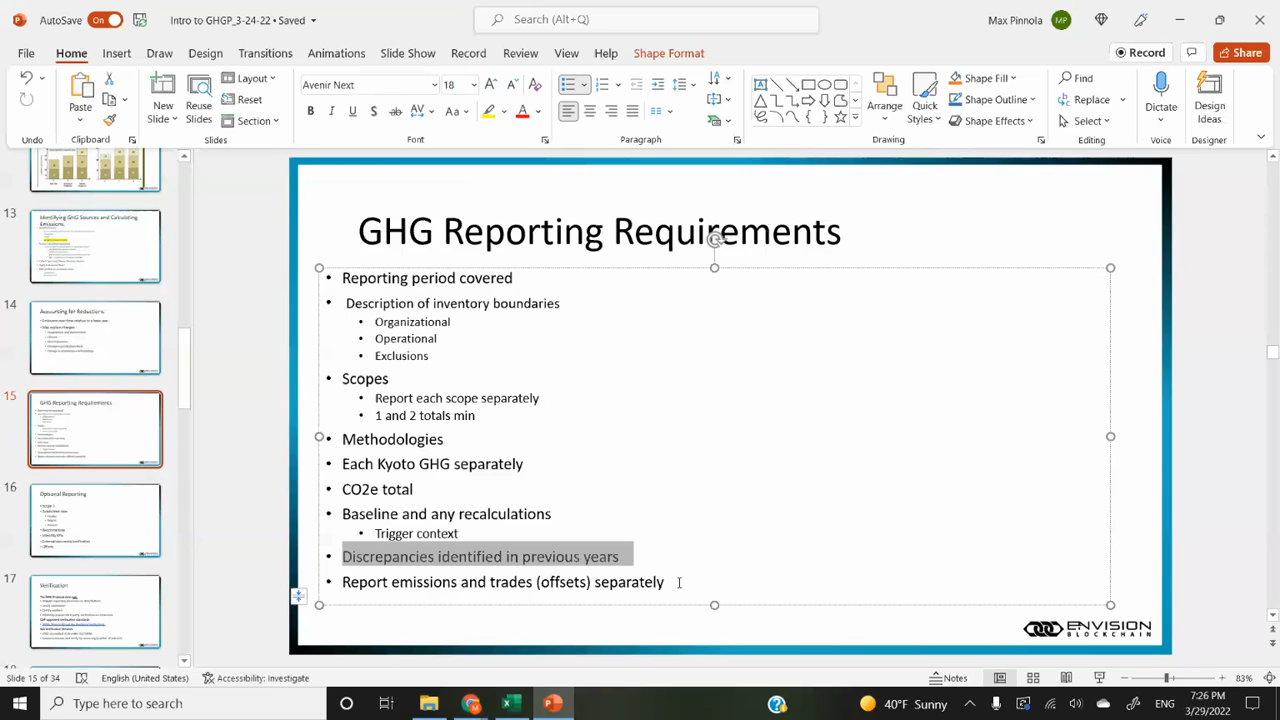 AutoSave On Intro to GHGP_3-24-22 • Saved Search (Alt+Q) Max Pinnola MP
File Home Insert Draw Design Transitions Animations Slide Show Record Review View Help Shape Format Record Share
Layout Avenir Next 18 Shape Fill Find
Paste New Slide Reuse Slides Reset Arrange Quick Styles Shape Outline Replace Dictate Design Ideas
Section Shape Effects Select
Undo Clipboard Slides Font Paragraph Drawing Editing Voice Designer
13
Identifying GHG Sources and Calculating Emissions
14
Accounting for Reductions
15
GHG Reporting Requirements
16
Optional Reporting
17
Verification
GHG Reporting Requirements
• Reporting period covered
• Description of inventory boundaries
• Organizational
• Operational
• Exclusions
• Scopes
Report each scope separately
• 1 and 2 totals min
Methodologies
• Each Kyoto GHG separately
• CO2e total
• Baseline and any recalculations
Trigger context
• Discrepancies identified in previous years
• Report emissions and trades (offsets) separately
ENVISION
BLOCKCHAIN
Slide 15 of 34 English (United States) Accessibility: Investigate Notes 83%
Type here to search 40°F Sunny 7:26 PM
3/29/2022